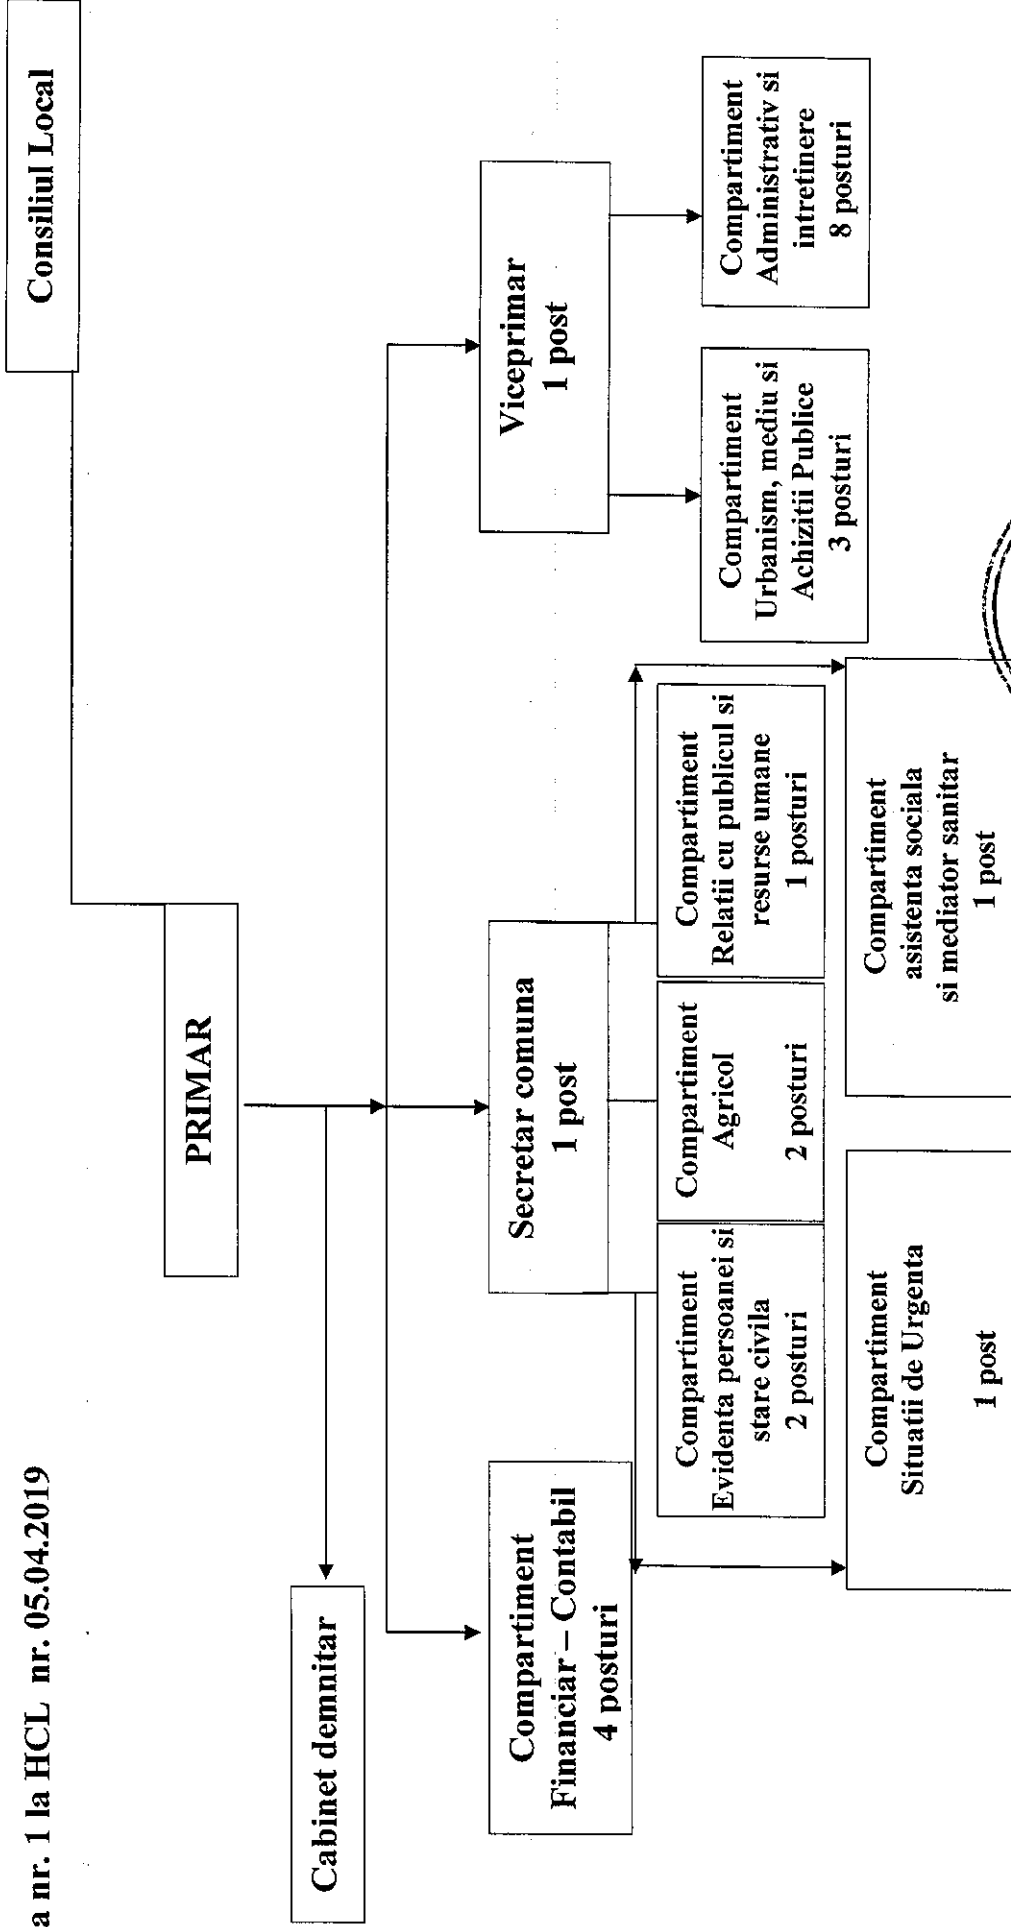 a nr. 1 la HCL nr. 05.04.2019
Consiliul Local
PRIMAR
Cabinet demnitar
Compartiment
Financiar – Contabil
4 posturi
Secretar comuna
1 post
Viceprimar
1 post
Compartiment
Evidenta persoanei si
stare civila
2 posturi
Compartiment
Agricol
2 posturi
Compartiment
Relatii cu publicul si
resurse umane
1 posturi
Compartiment
Urbanism, mediu si
Achizitii Publice
3 posturi
Compartiment
Administrativ si
intretinere
8 posturi
Compartiment
Situatii de Urgenta
1 post
Compartiment
asistenta sociala
si mediator sanitar
1 post